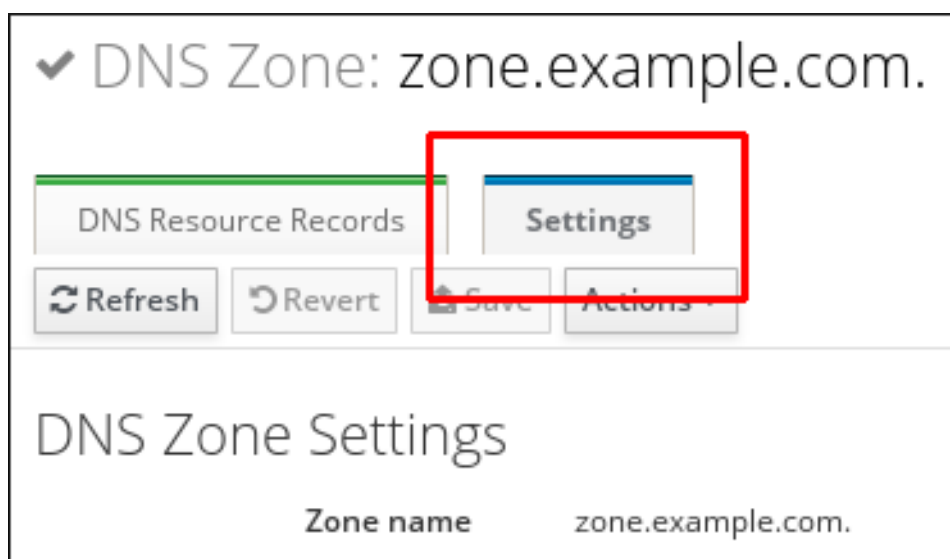 DNS Zone: zone.example.com.
DNS Resource Records Settings
Refresh Revert Save Actions
DNS Zone Settings
Zone name zone.example.com.